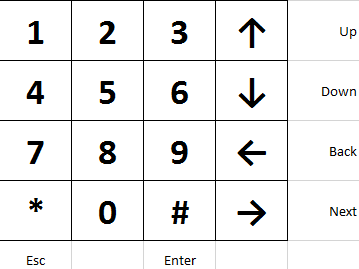 1 2 3 ↑ Up
4 5 6 ↓ Down
7 8 9 ← Back
* 0 # → Next
Esc Enter